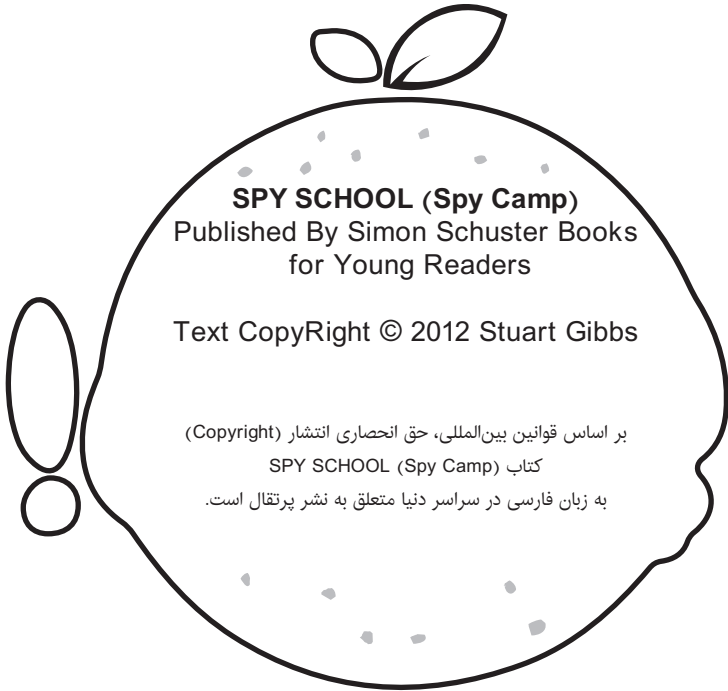 SPY SCHOOL (Spy Camp)
Published By Simon Schuster Books
for Young Readers
Text CopyRight © 2012 Stuart Gibbs
بر اساس قوانین بین‌المللی، حق انحصاری انتشار (Copyright)
کتاب SPY SCHOOL (Spy Camp)
به زبان فارسی در سراسر دنیا متعلق به نشر پرتقال است.